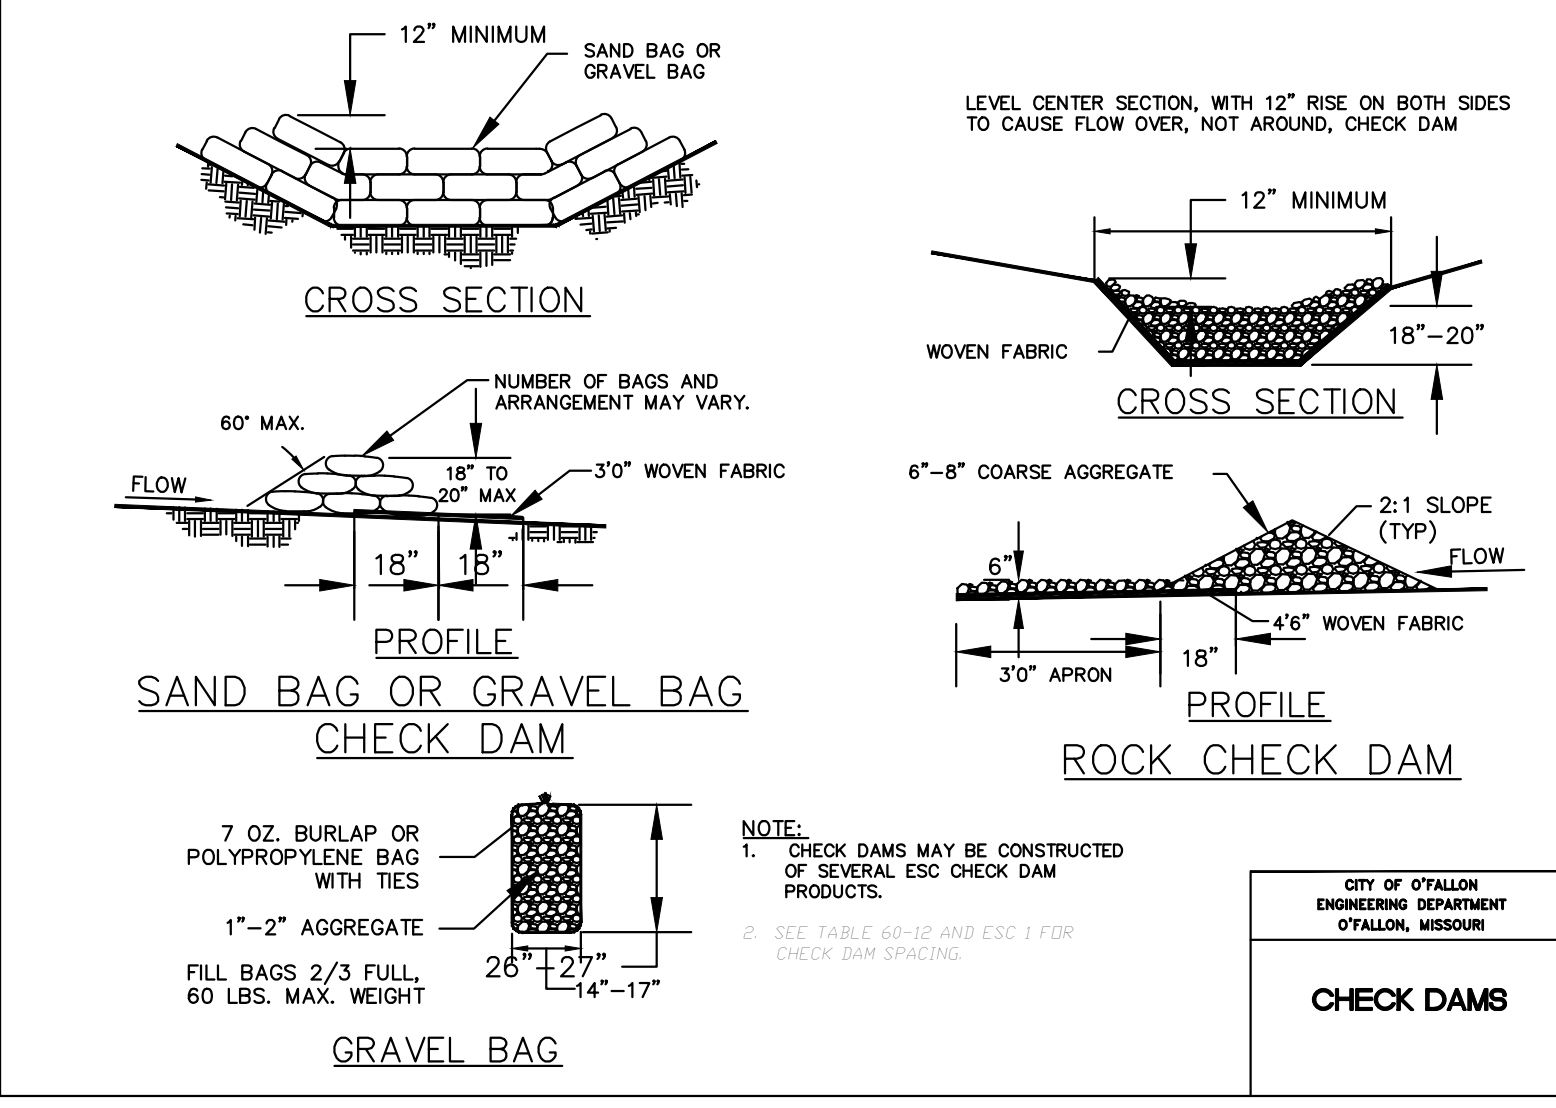 12" MINIMUM
SAND BAG OR
GRAVEL BAG
CROSS SECTION
LEVEL CENTER SECTION, WITH 12" RISE ON BOTH SIDES
TO CAUSE FLOW OVER, NOT AROUND, CHECK DAM
12" MINIMUM
18"-20"
WOVEN FABRIC
CROSS SECTION
NUMBER OF BAGS AND
ARRANGEMENT MAY VARY.
60° MAX.
FLOW
18" TO
20" MAX
3'0" WOVEN FABRIC
18"
18"
PROFILE
SAND BAG OR GRAVEL BAG
CHECK DAM
6"-8" COARSE AGGREGATE
2:1 SLOPE
(TYP)
FLOW
6"
4'6" WOVEN FABRIC
18"
3'0" APRON
PROFILE
ROCK CHECK DAM
7 OZ. BURLAP OR
POLYPROPYLENE BAG
WITH TIES
1"-2" AGGREGATE
FILL BAGS 2/3 FULL,
60 LBS. MAX. WEIGHT
26"-27"
14"-17"
GRAVEL BAG
NOTE:
1. CHECK DAMS MAY BE CONSTRUCTED
OF SEVERAL ESC CHECK DAM
PRODUCTS.
2. SEE TABLE 60-12 AND ESC 1 FOR
CHECK DAM SPACING.
CITY OF O'FALLON
ENGINEERING DEPARTMENT
O'FALLON, MISSOURI
CHECK DAMS